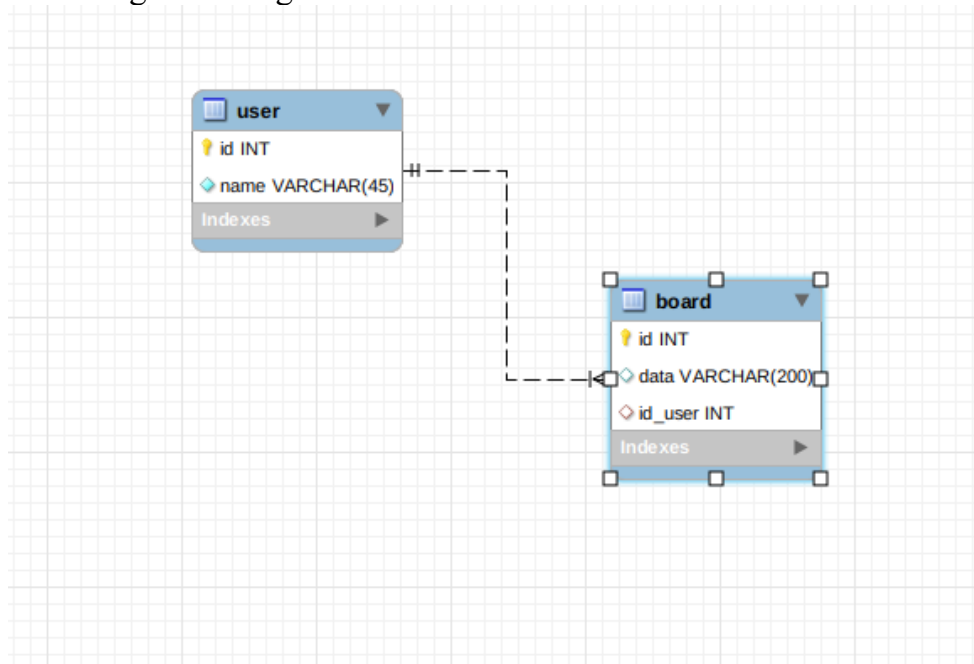 user
id INT
name VARCHAR(45)
Indexes
board
id INT
data VARCHAR(200)
id_user INT
Indexes